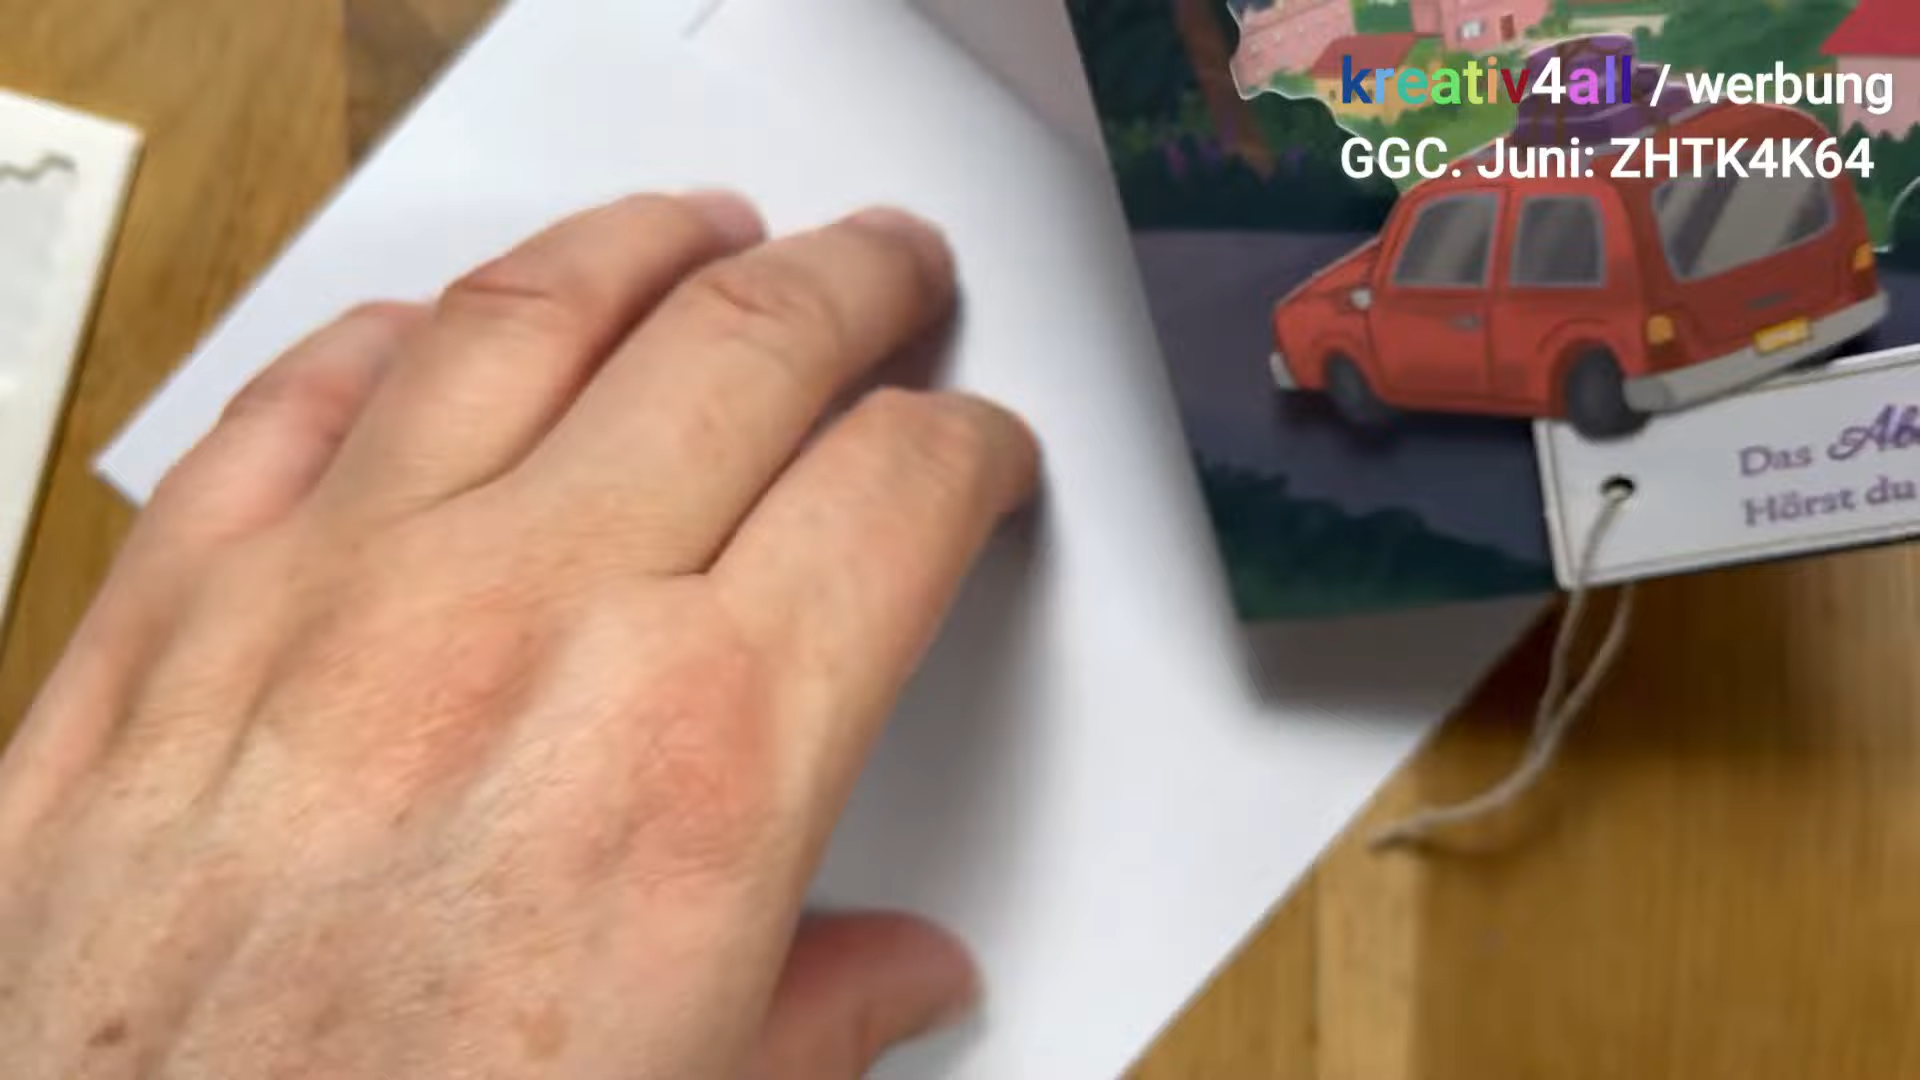 kreativ4all / werbung
GGC. Juni: ZHTK4K64
Das
Hörst du